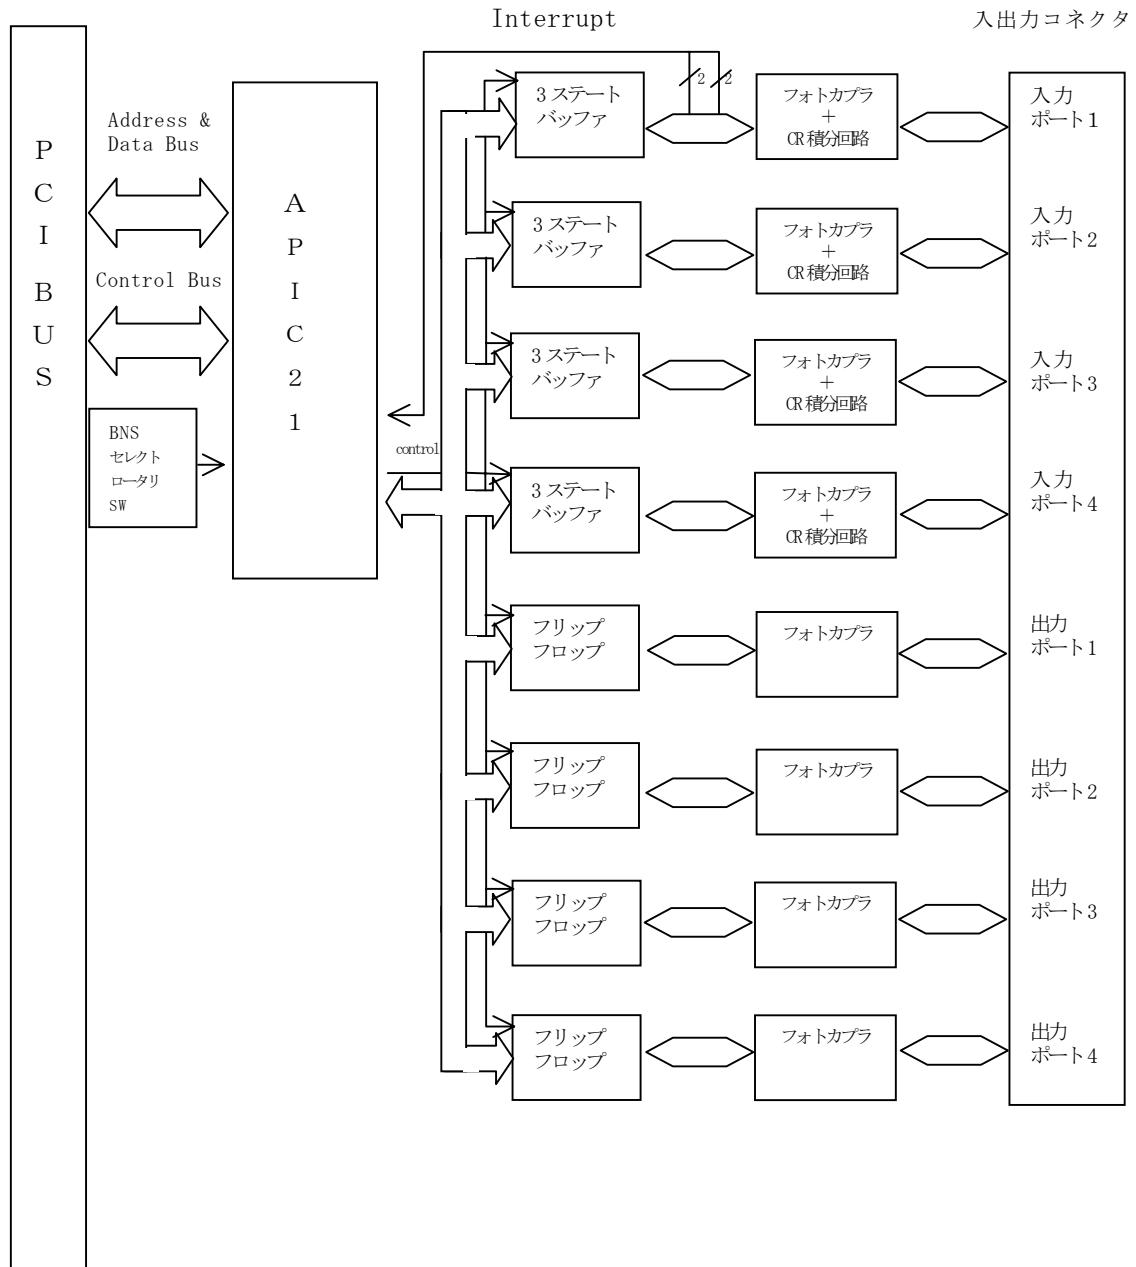 Interrupt
入出力コネクタ
P
C
I
B
U
S
Address &
Data Bus
Control Bus
BNS
セレクト
ロータリ
SW
A
P
I
C
2
1
control
2
2
3ステート
バッファ
フォトカプラ
+
CR積分回路
入力
ポート1
3ステート
バッファ
フォトカプラ
+
CR積分回路
入力
ポート2
3ステート
バッファ
フォトカプラ
+
CR積分回路
入力
ポート3
3ステート
バッファ
フォトカプラ
+
CR積分回路
入力
ポート4
フリップ
フロップ
フォトカプラ
出力
ポート1
フリップ
フロップ
フォトカプラ
出力
ポート2
フリップ
フロップ
フォトカプラ
出力
ポート3
フリップ
フロップ
フォトカプラ
出力
ポート4